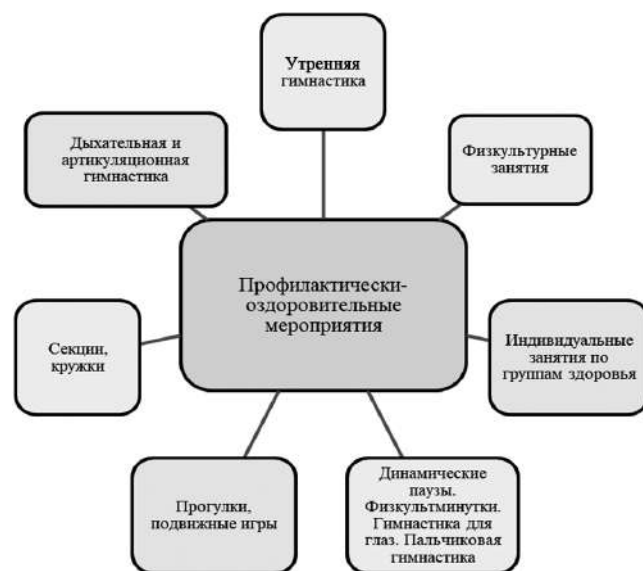 Утренняя
гимнастика
Дыхательная и
артикуляционная
гимнастика
Физкультурные
занятия
Профилактически-
оздоровительные
мероприятия
Секции,
кружки
Индивидуальные
занятия по
группам здоровья
Прогулки,
подвижные игры
Динамические
паузы.
Физкультминутки.
Гимнастика для
глаз. Пальчиковая
гимнастика